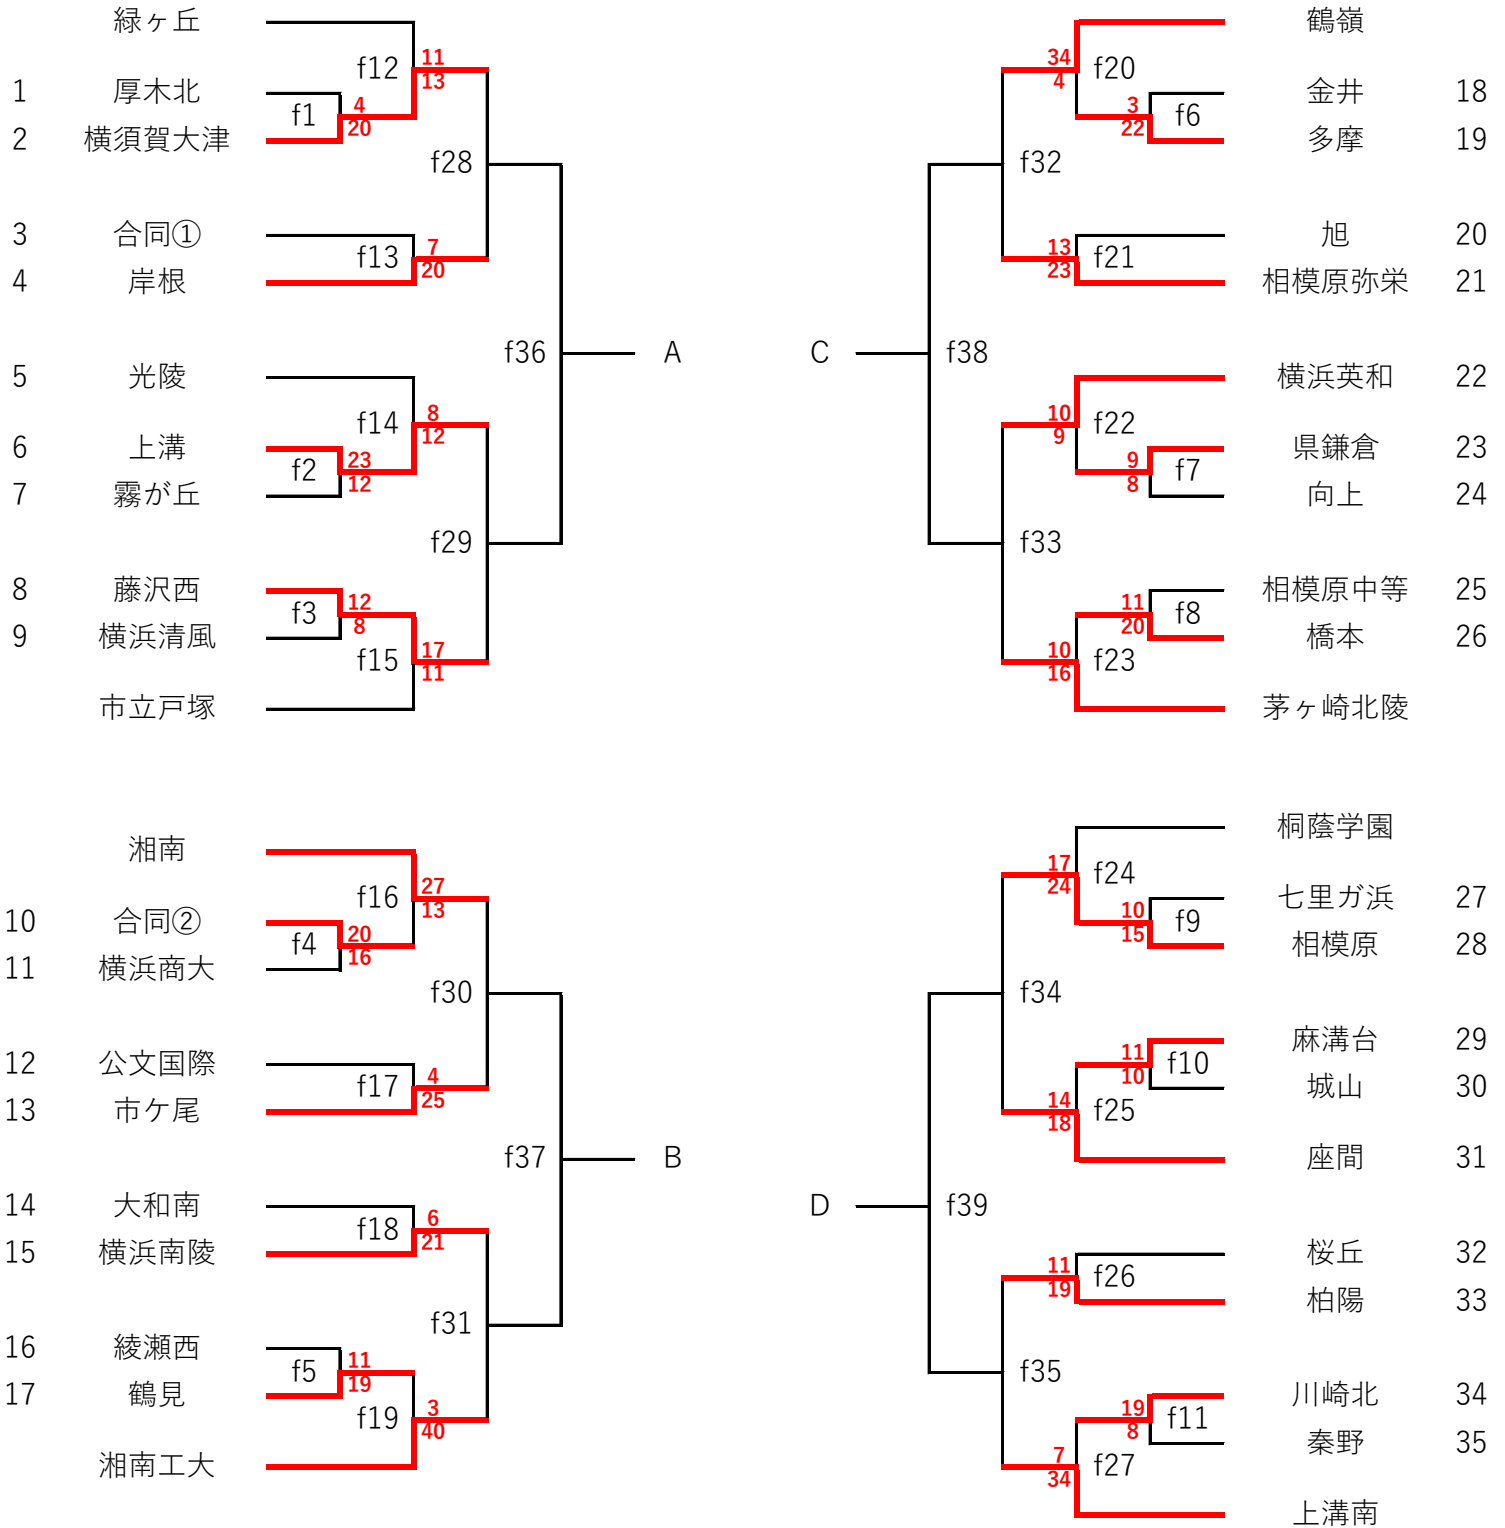 緑ヶ丘
f12
11
13
1 厚木北
f1
4
20
2 横須賀大津
f28
3 合同①
f13
7
20
4 岸根
f36
A
5 光陵
f14
8
12
6 上溝
f2
23
12
7 霧が丘
f29
8 藤沢西
f3
12
8
9 横浜清風
f15
17
11
市立戸塚
湘南
f16
27
13
10 合同②
f4
20
16
11 横浜商大
f30
12 公文国際
f17
4
25
13 市ケ尾
f37
B
14 大和南
f18
6
21
15 横浜南陵
f31
16 綾瀬西
f5
11
19
17 鶴見
f19
3
40
湘南工大
鶴嶺
34
4
f20
金井 18
3
22
f6
多摩 19
f32
旭 20
13
23
f21
相模原弥栄 21
C
f38
横浜英和 22
10
9
f22
県鎌倉 23
9
8
f7
向上 24
f33
相模原中等 25
11
20
f8
橋本 26
10
16
f23
茅ヶ崎北陵
桐蔭学園
17
24
f24
七里ガ浜 27
10
15
f9
相模原 28
f34
麻溝台 29
11
10
f10
城山 30
14
18
f25
座間 31
D
f39
桜丘 32
11
19
f26
柏陽 33
f35
川崎北 34
19
8
f11
秦野 35
7
34
f27
上溝南